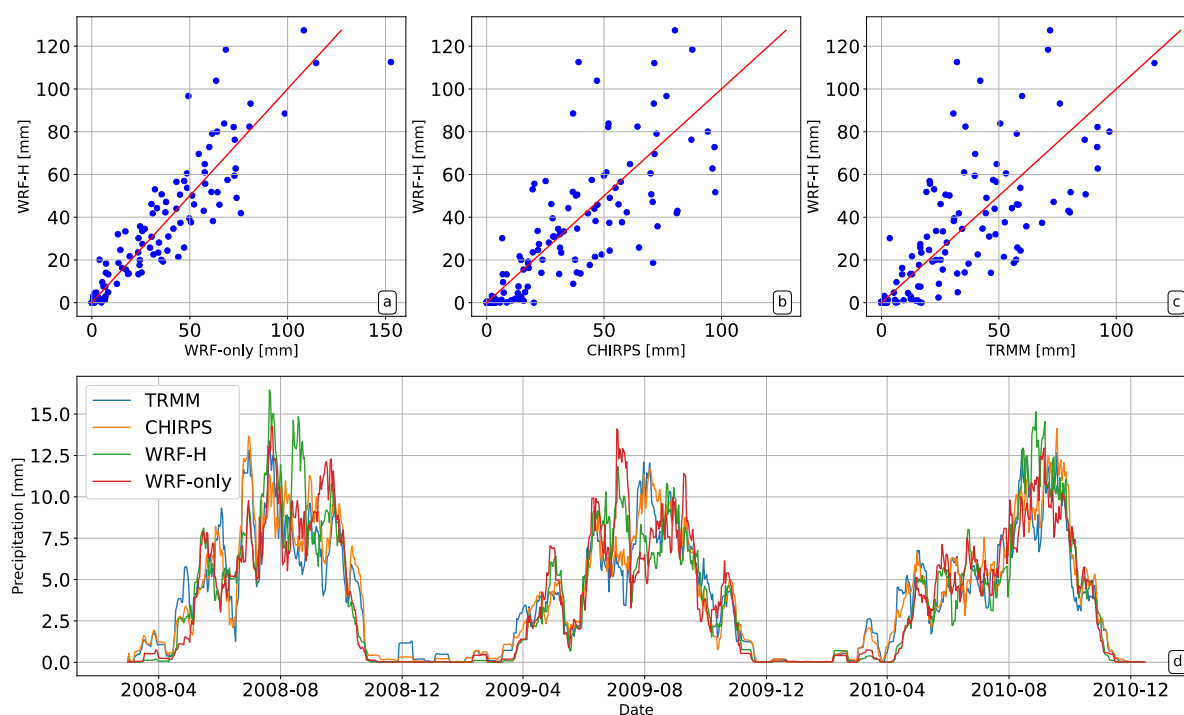 WRF-H [mm]
120
100
80
60
40
20
0
0 50 100 150
WRF-only [mm]
a
WRF-H [mm]
120
100
80
60
40
20
0
0 50 100
CHIRPS [mm]
b
WRF-H [mm]
120
100
80
60
40
20
0
0 50 100
TRMM [mm]
c
Precipitation [mm]
15.0
12.5
10.0
7.5
5.0
2.5
0.0
TRMM
CHIRPS
WRF-H
WRF-only
d
2008-04 2008-08 2008-12 2009-04 2009-08 2009-12 2010-04 2010-08 2010-12
Date